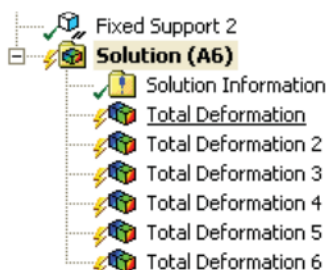 Fixed Support 2
Solution (A6)
Solution Information
Total Deformation
Total Deformation 2
Total Deformation 3
Total Deformation 4
Total Deformation 5
Total Deformation 6